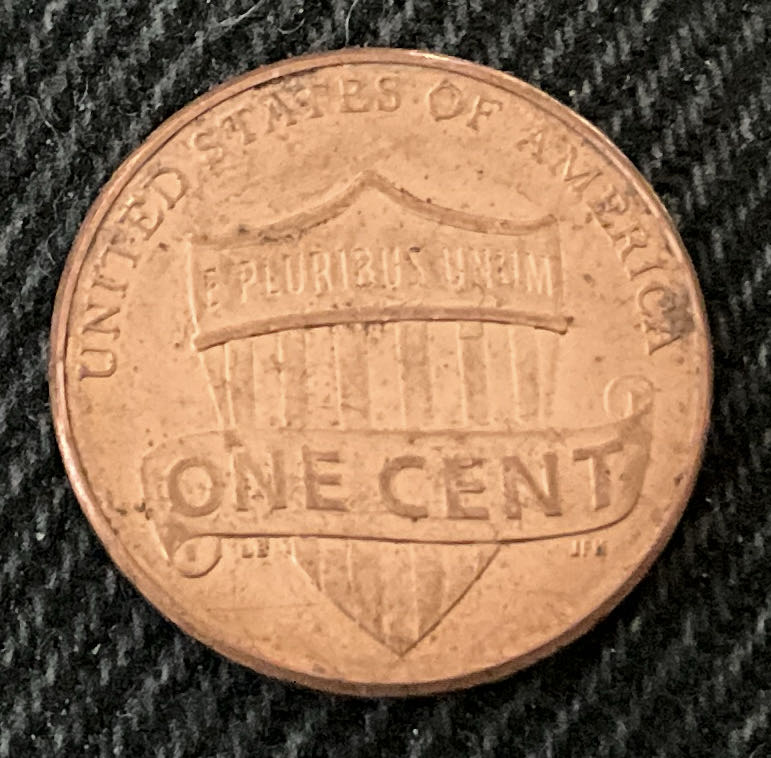 UNITED STATES OF AMERICA
E PLURIBUS UNUM
ONE CENT
LB JFM